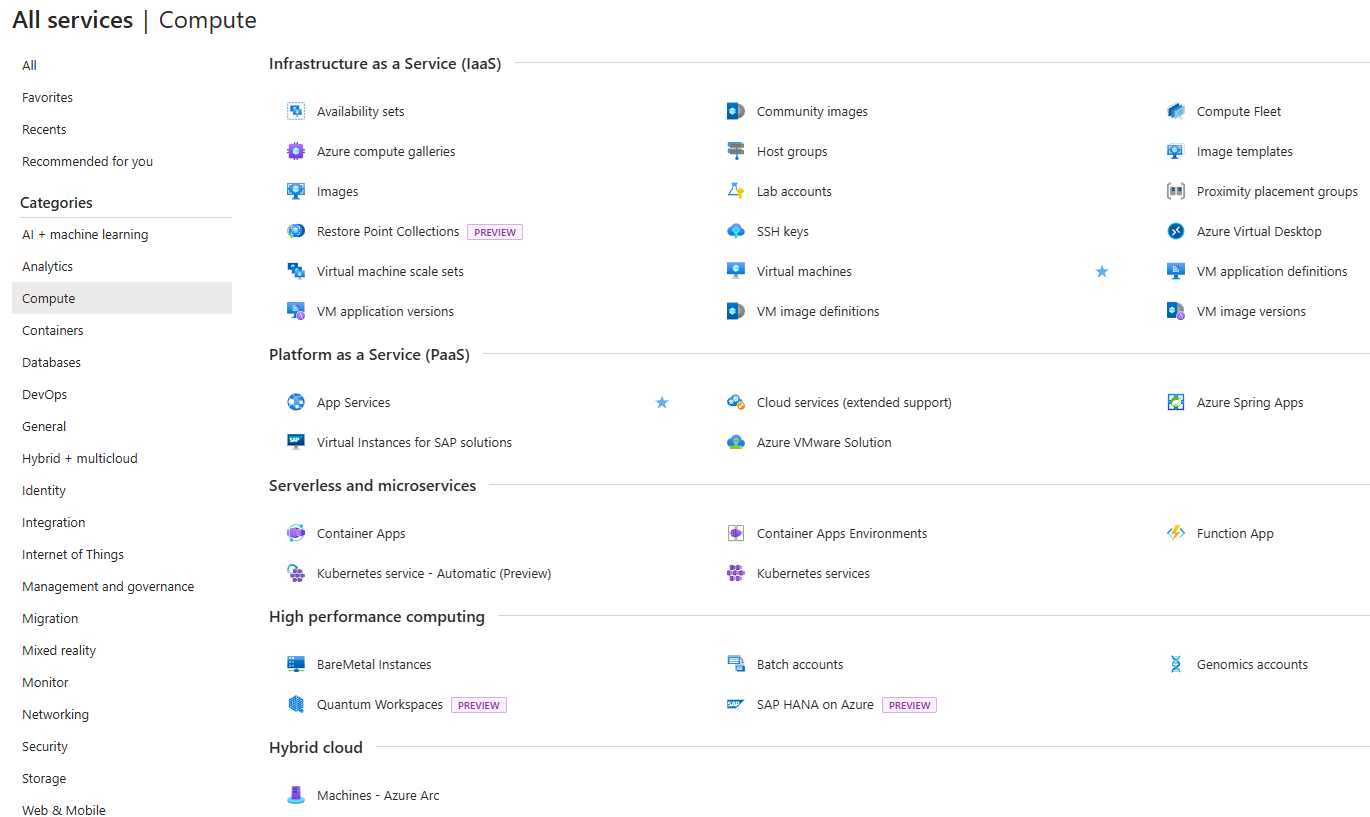 All services | Compute
All
Favorites
Recents
Recommended for you
Categories
AI + machine learning
Analytics
Compute
Containers
Databases
DevOps
General
Hybrid + multicloud
Identity
Integration
Internet of Things
Management and governance
Migration
Mixed reality
Monitor
Networking
Security
Storage
Web & Mobile
Infrastructure as a Service (IaaS)
Availability sets
Community images
Compute Fleet
Azure compute galleries
Host groups
Image templates
Images
Lab accounts
Proximity placement groups
Restore Point Collections PREVIEW
SSH keys
Azure Virtual Desktop
Virtual machine scale sets
Virtual machines
VM application definitions
VM application versions
VM image definitions
VM image versions
Platform as a Service (PaaS)
App Services
Cloud services (extended support)
Azure Spring Apps
SAP Virtual Instances for SAP solutions
Azure VMware Solution
Serverless and microservices
Container Apps
Container Apps Environments
Function App
Kubernetes service - Automatic (Preview)
Kubernetes services
High performance computing
BareMetal Instances
Batch accounts
Genomics accounts
Quantum Workspaces PREVIEW
SAP SAP HANA on Azure PREVIEW
Hybrid cloud
Machines - Azure Arc